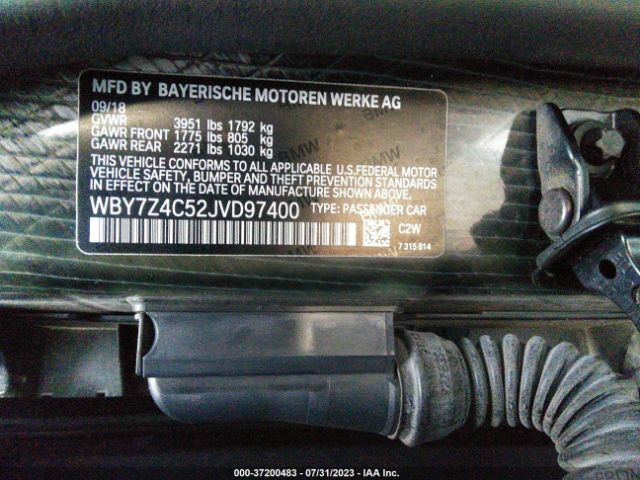 MFD BY BAYERISCHE MOTOREN WERKE AG
09/18
GVWR 3951 lbs 1792 kg
GAWR FRONT 1775 lbs 805 kg
GAWR REAR 2271 lbs 1030 kg
THIS VEHICLE CONFORMS TO ALL APPLICABLE U.S.FEDERAL MOTOR
VEHICLE SAFETY, BUMPER AND THEFT PREVENTION STANDARDS
IN EFFECT ON THE DATE OF MANUFACTURE SHOWN ABOVE.
WBY7Z4C52JVD97400 TYPE: PASSENGER CAR
C2W
7 315 814
000-37200483 - 07/31/2023 - IAA Inc.